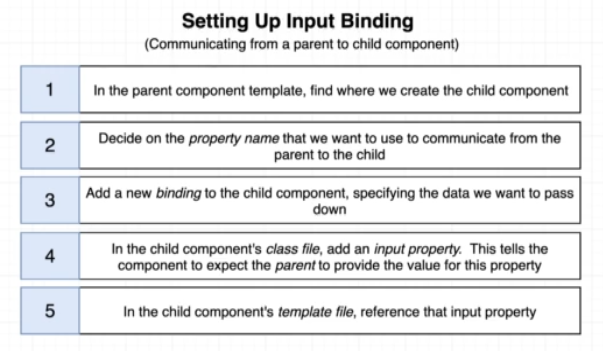 Setting Up Input Binding
(Communicating from a parent to child component)
1
In the parent component template, find where we create the child component
2
Decide on the property name that we want to use to communicate from the
parent to the child
3
Add a new binding to the child component, specifying the data we want to pass
down
4
In the child component's class file, add an input property. This tells the
component to expect the parent to provide the value for this property
5
In the child component's template file, reference that input property